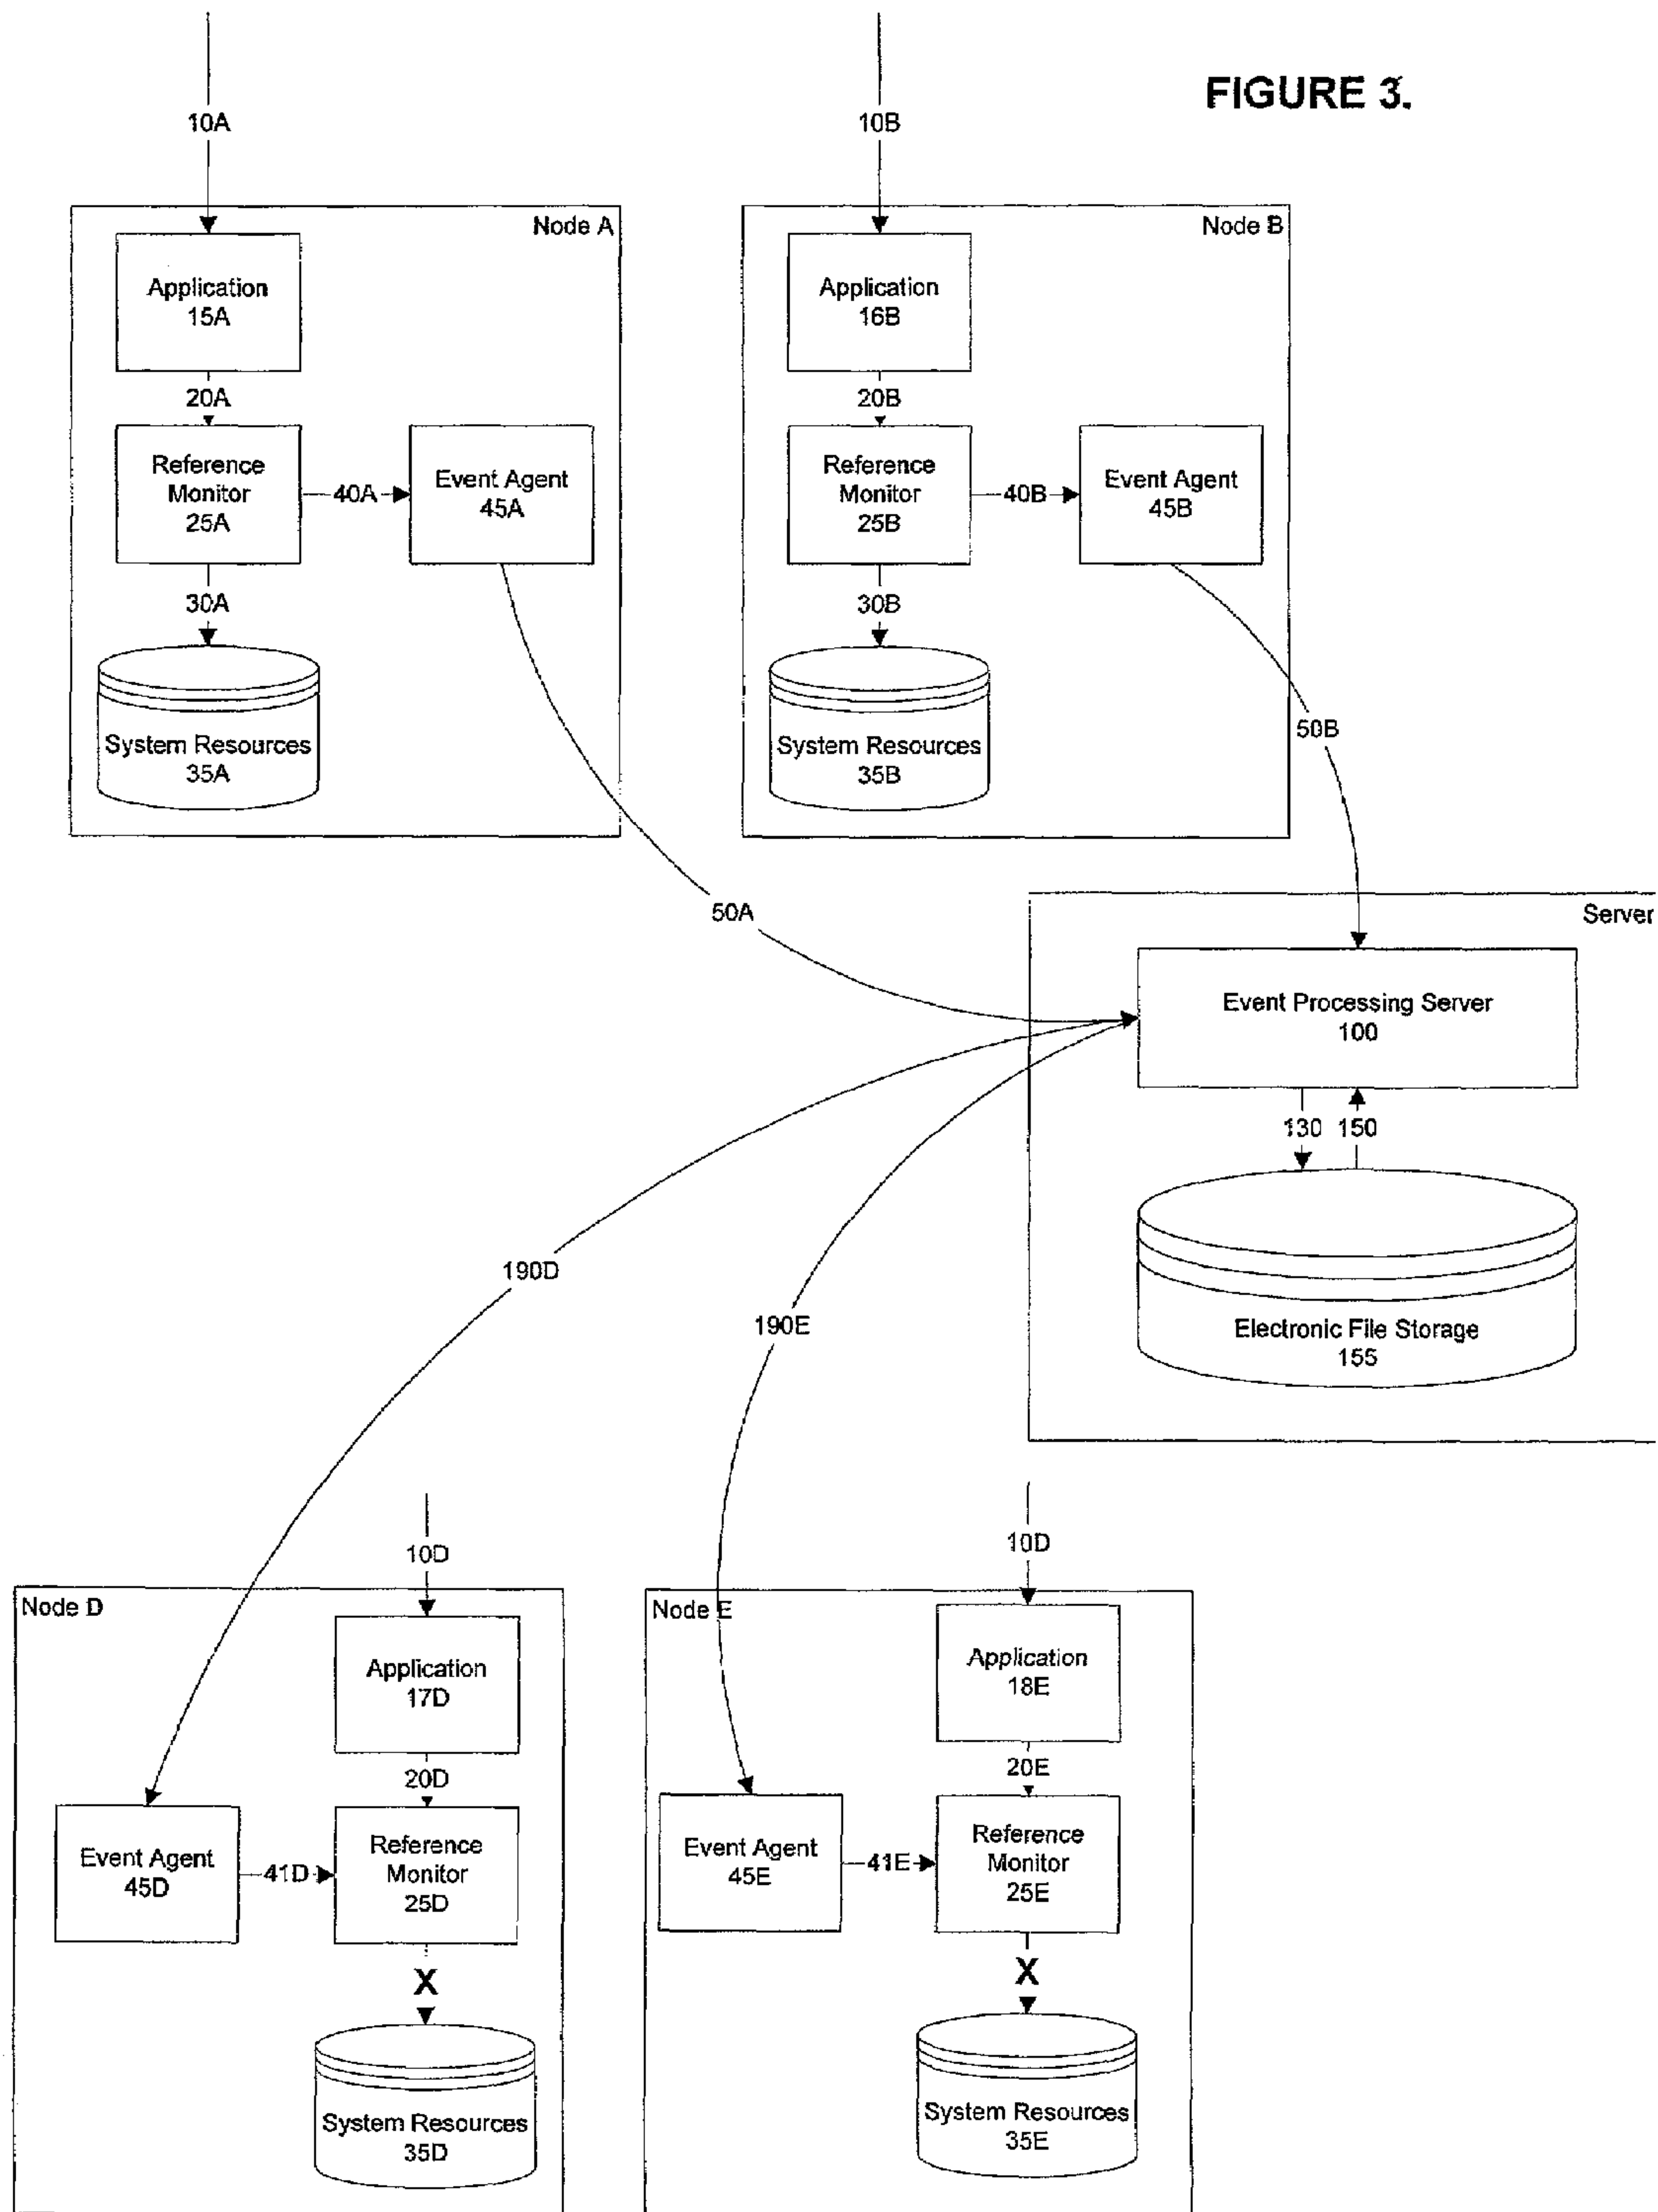 FIGURE 3.
10A
10B
Node A
Application
15A
20A
Reference
Monitor
25A
40A
Event Agent
45A
30A
System Resources
35A
Node B
Application
16B
20B
Reference
Monitor
25B
40B
Event Agent
45B
30B
System Resources
35B
50B
50A
Server
Event Processing Server
100
130
150
Electronic File Storage
155
190D
190E
10D
Node D
Application
17D
20D
Event Agent
45D
41D
Reference
Monitor
25D
X
System Resources
35D
10D
Node E
Application
18E
20E
Event Agent
45E
41E
Reference
Monitor
25E
X
System Resources
35E